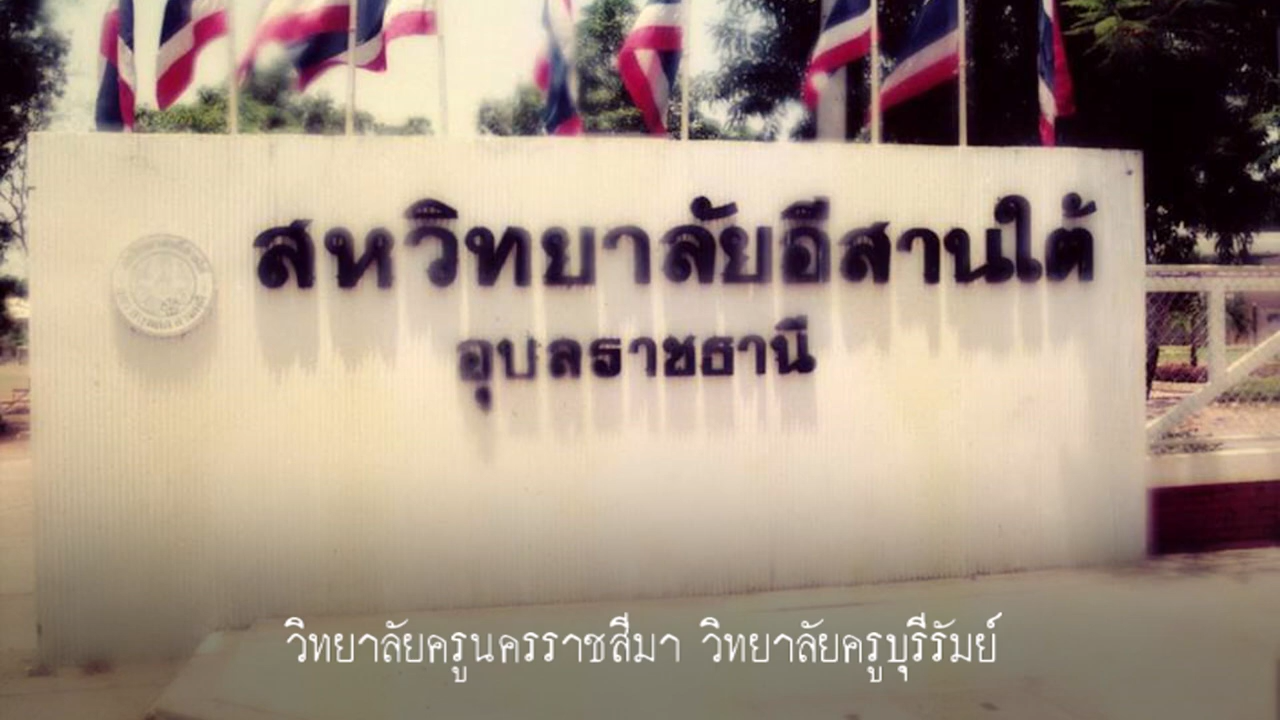 สหวิทยาลัยอีสานใต้
อุบลราชธานี
วิทยาลัยครูนครราชสีมา วิทยาลัยครูบุรีรัมย์